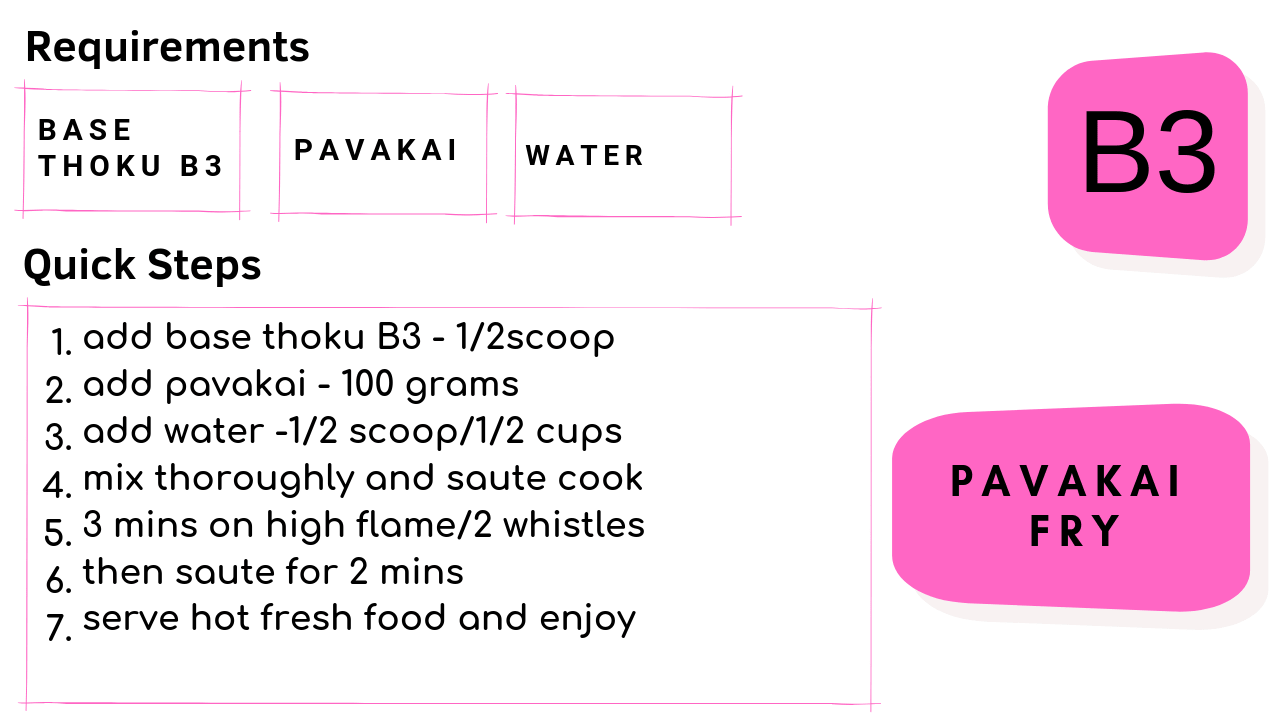 Requirements
BASE
THOKU B3
PAVAKAI
WATER
B3
Quick Steps
1. add base thoku B3 - 1/2scoop
2. add pavakai - 100 grams
3. add water -1/2 scoop/1/2 cups
4. mix thoroughly and saute cook
5. 3 mins on high flame/2 whistles
6. then saute for 2 mins
7. serve hot fresh food and enjoy
PAVAKAI
FRY